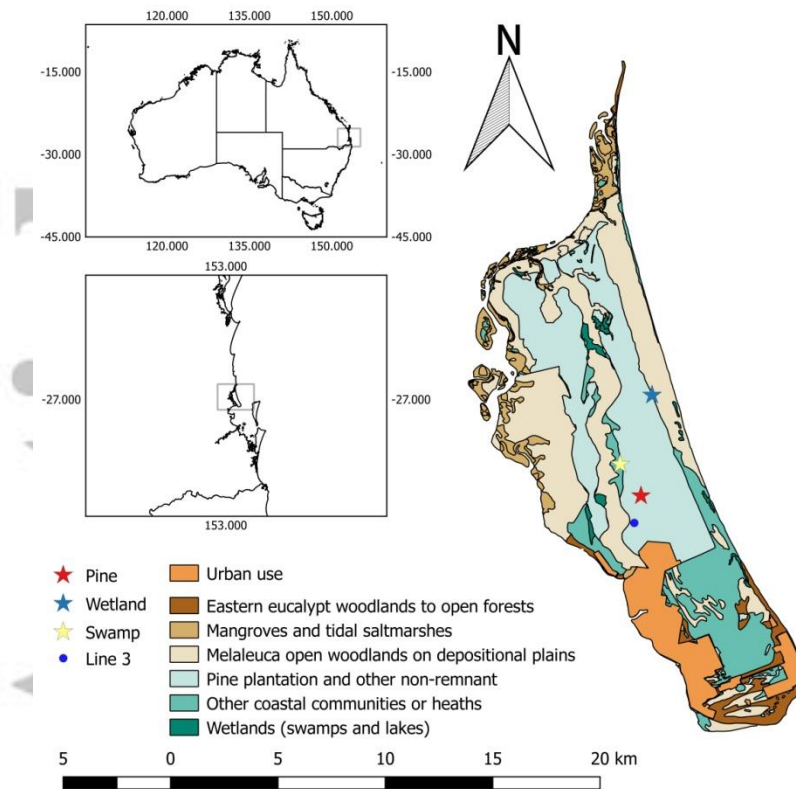 120.000 135.000 150.000
-15.000 -15.000
-30.000 -30.000
-45.000 -45.000
120.000 135.000 150.000
153.000
-27.000 -27.000
153.000
N
Pine
Wetland
Swamp
Line 3
Urban use
Eastern eucalypt woodlands to open forests
Mangroves and tidal saltmarshes
Melaleuca open woodlands on depositional plains
Pine plantation and other non-remnant
Other coastal communities or heaths
Wetlands (swamps and lakes)
5 0 5 10 15 20 km